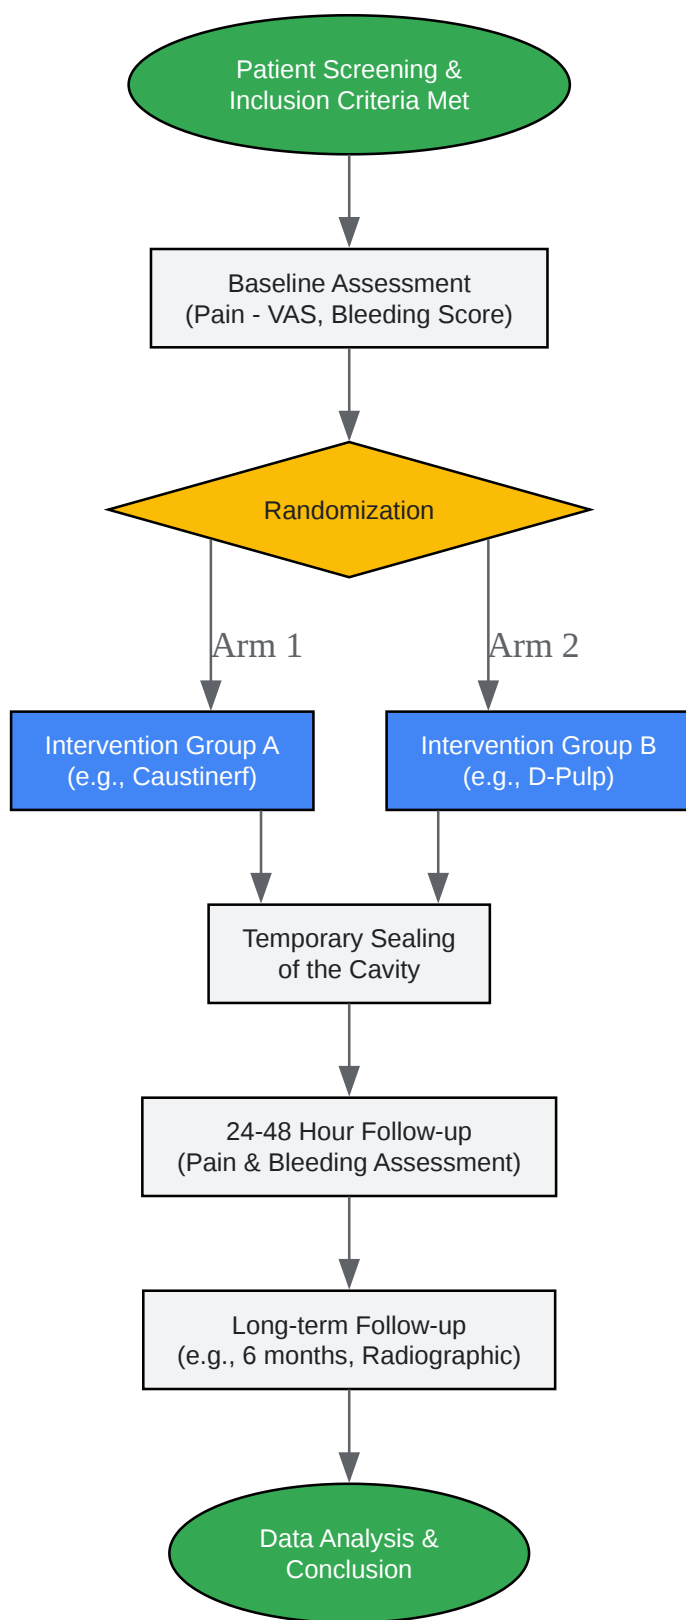 Patient Screening &
Inclusion Criteria Met
Baseline Assessment
(Pain - VAS, Bleeding Score)
Randomization
Arm 1
Arm 2
Intervention Group A
(e.g., Caustinerf)
Intervention Group B
(e.g., D-Pulp)
Temporary Sealing
of the Cavity
24-48 Hour Follow-up
(Pain & Bleeding Assessment)
Long-term Follow-up
(e.g., 6 months, Radiographic)
Data Analysis &
Conclusion